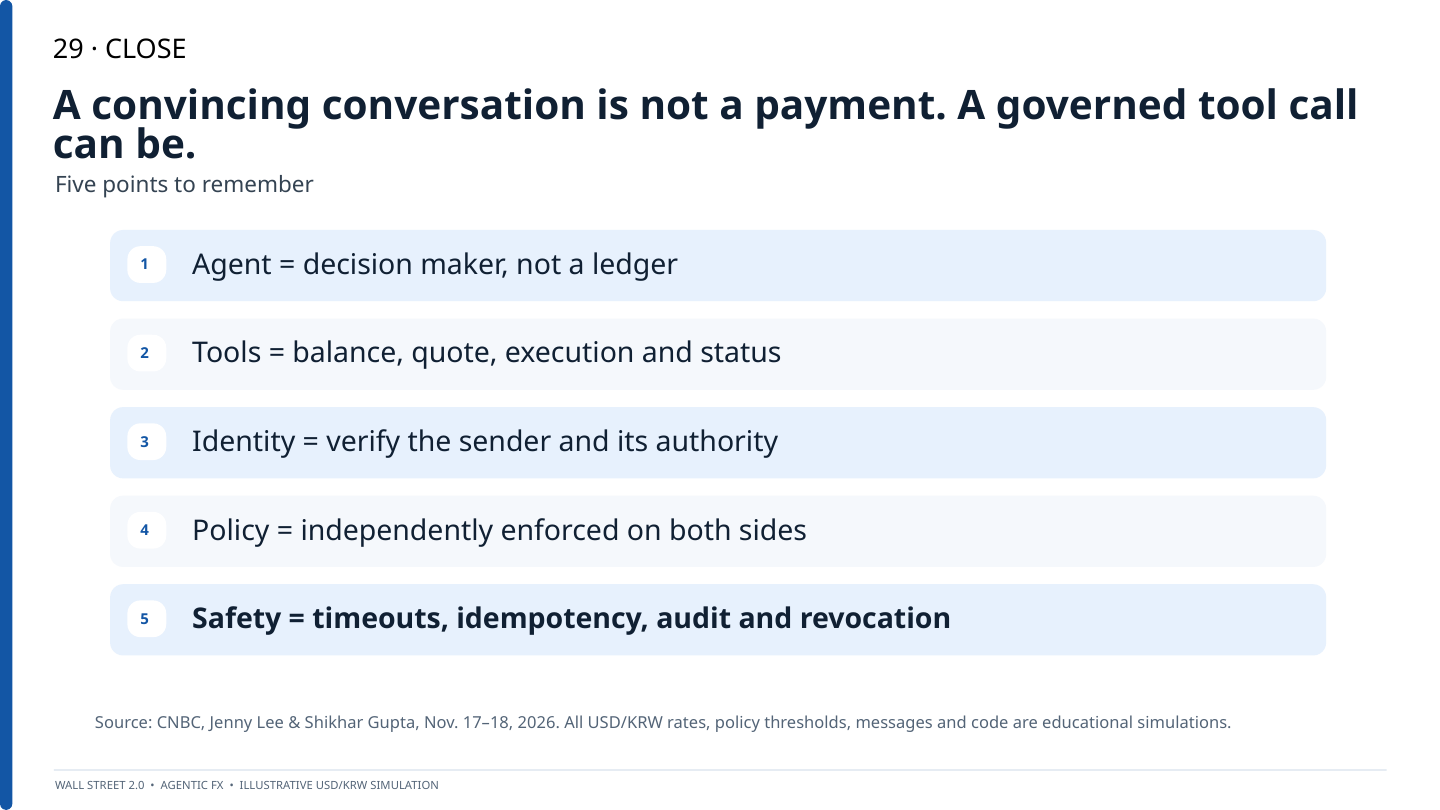 29 · CLOSE
A convincing conversation is not a payment. A governed tool call
can be.
Five points to remember
1 Agent = decision maker, not a ledger
2 Tools = balance, quote, execution and status
3 Identity = verify the sender and its authority
4 Policy = independently enforced on both sides
5 Safety = timeouts, idempotency, audit and revocation
Source: CNBC, Jenny Lee & Shikhar Gupta, Nov. 17–18, 2026. All USD/KRW rates, policy thresholds, messages and code are educational simulations.
WALL STREET 2.0 • AGENTIC FX • ILLUSTRATIVE USD/KRW SIMULATION